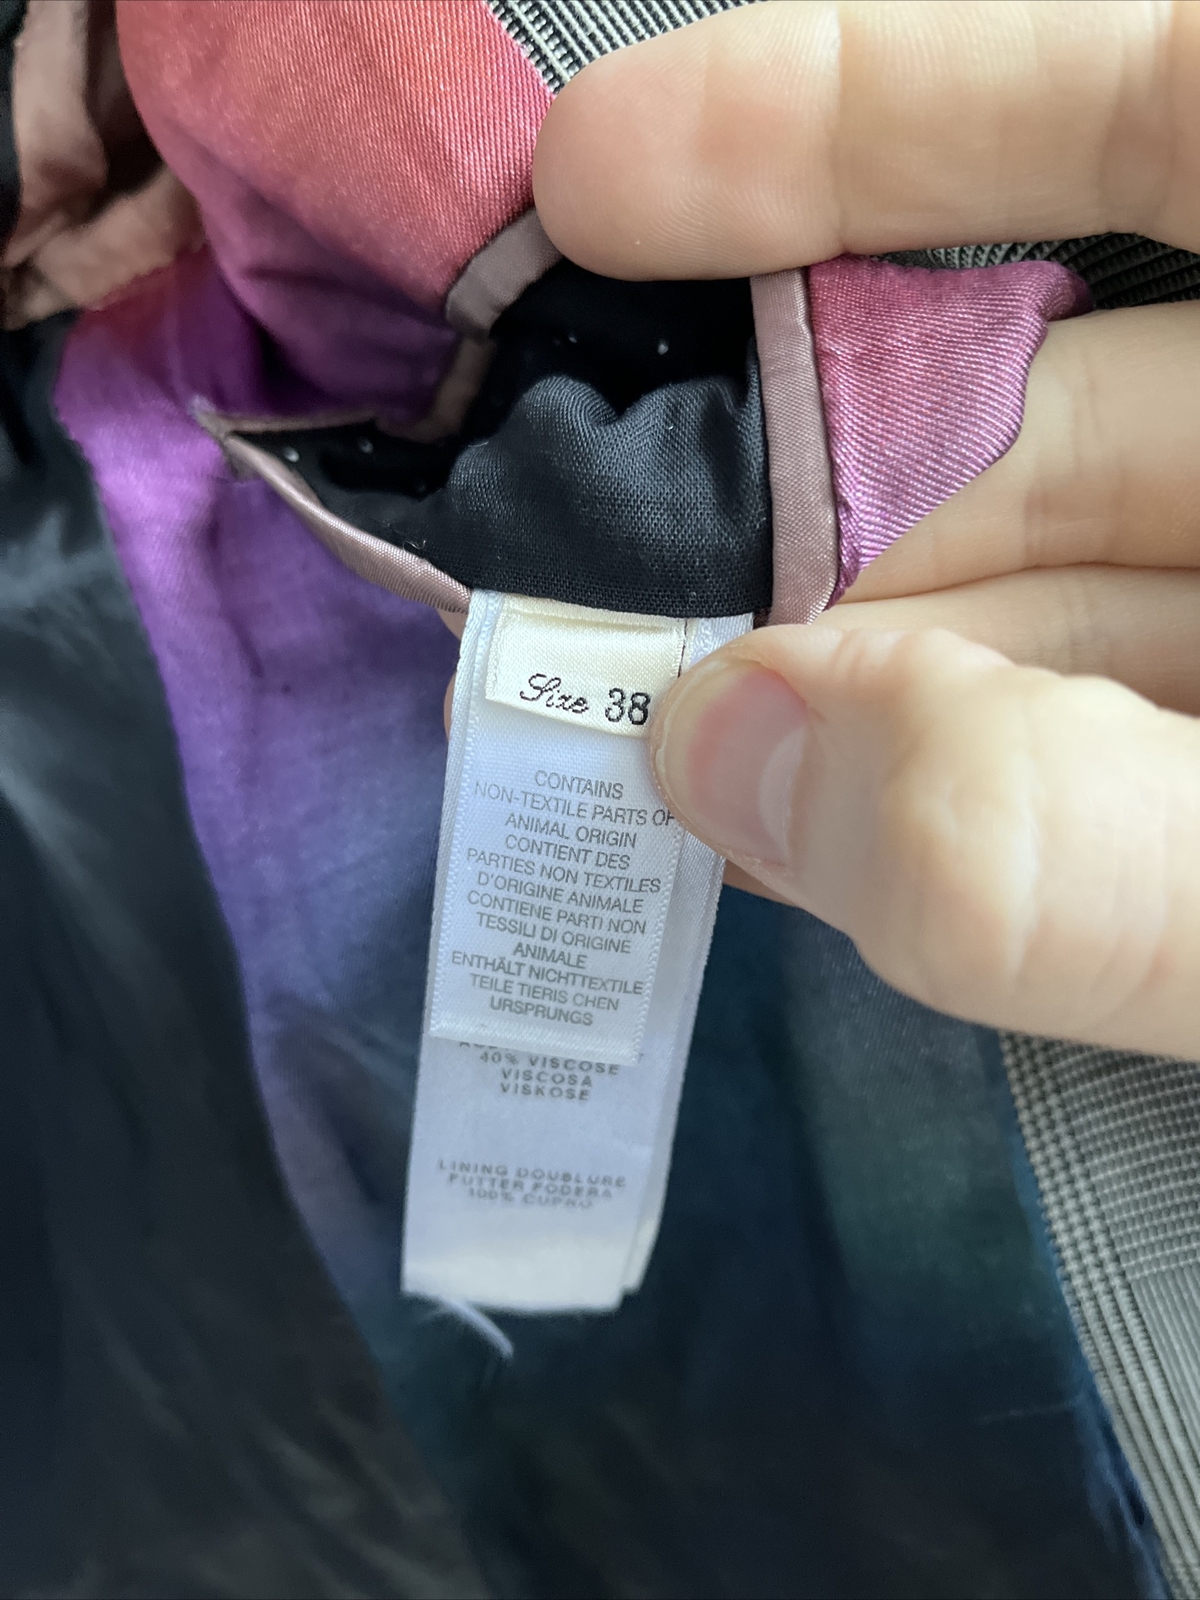 Size 38
CONTAINS
NON-TEXTILE PARTS OF
ANIMAL ORIGIN
CONTIENT DES
PARTIES NON TEXTILES
D'ORIGINE ANIMALE
CONTIENE PARTI NON
TESSILI DI ORIGINE
ANIMALE
ENTHÄLT NICHTTEXTILE
TEILE TIERIS CHEN
URSPRUNGS
40% VISCOSE
VISCOSA
VISKOSE
LINING DOUBLURE
FUTTER FODERA
100% CUPRO